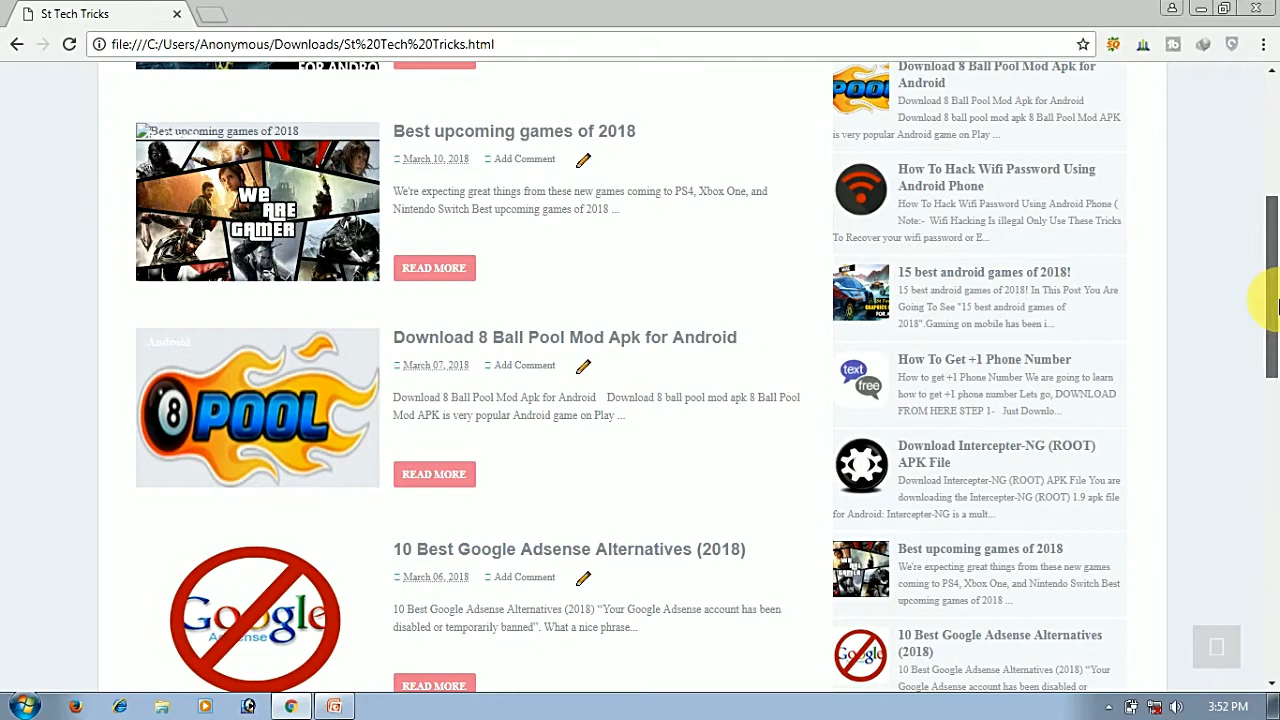 St Tech Tricks
file:///C:/Users/Anonymous/Downloads/St%20Tech%20Tricks.html
FOR ANDRO
Best upcoming games of 2018
WE
ARE
GAMER
Best upcoming games of 2018
March 10, 2018 Add Comment
We're expecting great things from these new games coming to PS4, Xbox One, and
Nintendo Switch Best upcoming games of 2018 ...
READ MORE
Android
8 POOL
Download 8 Ball Pool Mod Apk for Android
March 07, 2018 Add Comment
Download 8 Ball Pool Mod Apk for Android Download 8 ball pool mod apk 8 Ball Pool
Mod APK is very popular Android game on Play ...
READ MORE
Google
10 Best Google Adsense Alternatives (2018)
March 06, 2018 Add Comment
10 Best Google Adsense Alternatives (2018) “Your Google Adsense account has been
disabled or temporarily banned”. What a nice phrase...
READ MORE
POOL
Download 8 Ball Pool Mod Apk for
Android
Download 8 Ball Pool Mod Apk for Android
Download 8 ball pool mod apk 8 Ball Pool Mod APK
is very popular Android game on Play ...
How To Hack Wifi Password Using
Android Phone
How To Hack Wifi Password Using Android Phone (
Note:- Wifi Hacking Is illegal Only Use These Tricks
To Recover your wifi password or E...
15 best android games of 2018!
15 best android games of 2018! In This Post You Are
Going To See "15 best android games of
2018".Gaming on mobile has been i...
text
free
How To Get +1 Phone Number
How to get +1 Phone Number We are going to learn
how to get +1 phone number Lets go, DOWNLOAD
FROM HERE STEP 1- Just Downlo...
Download Intercepter-NG (ROOT)
APK File
Download Intercepter-NG (ROOT) APK File You are
downloading the Intercepter-NG (ROOT) 1.9 apk file
for Android: Intercepter-NG is a mult...
Best upcoming games of 2018
We're expecting great things from these new games
coming to PS4, Xbox One, and Nintendo Switch Best
upcoming games of 2018 ...
Google
10 Best Google Adsense Alternatives
(2018)
10 Best Google Adsense Alternatives (2018) “Your
Google Adsense account has been disabled or
3:52 PM